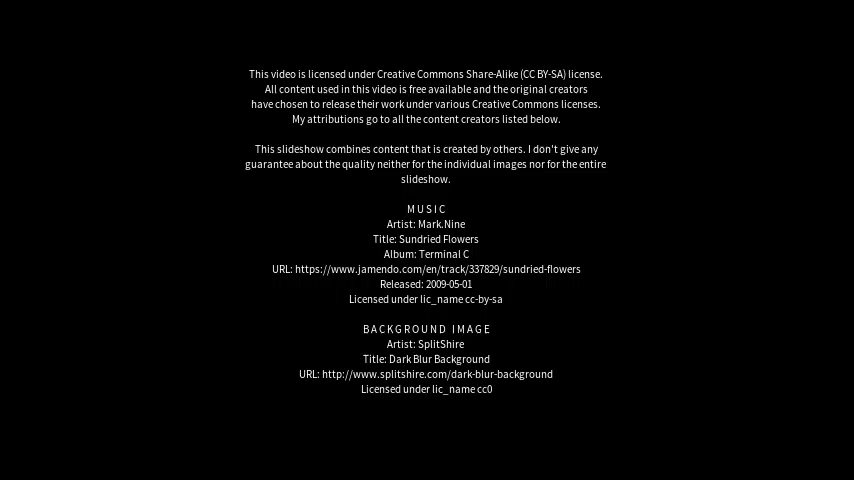 This video is licensed under Creative Commons Share-Alike (CC BY-SA) license.
All content used in this video is free available and the original creators
have chosen to release their work under various Creative Commons licenses.
My attributions go to all the content creators listed below.
This slideshow combines content that is created by others. I don't give any
guarantee about the quality neither for the individual images nor for the entire
slideshow.
MUSIC
Artist: Mark.Nine
Title: Sundried Flowers
Album: Terminal C
URL: https://www.jamendo.com/en/track/337829/sundried-flowers
Released: 2009-05-01
Licensed under lic_name cc-by-sa
BACKGROUND IMAGE
Artist: SplitShire
Title: Dark Blur Background
URL: http://www.splitshire.com/dark-blur-background
Licensed under lic_name cc0